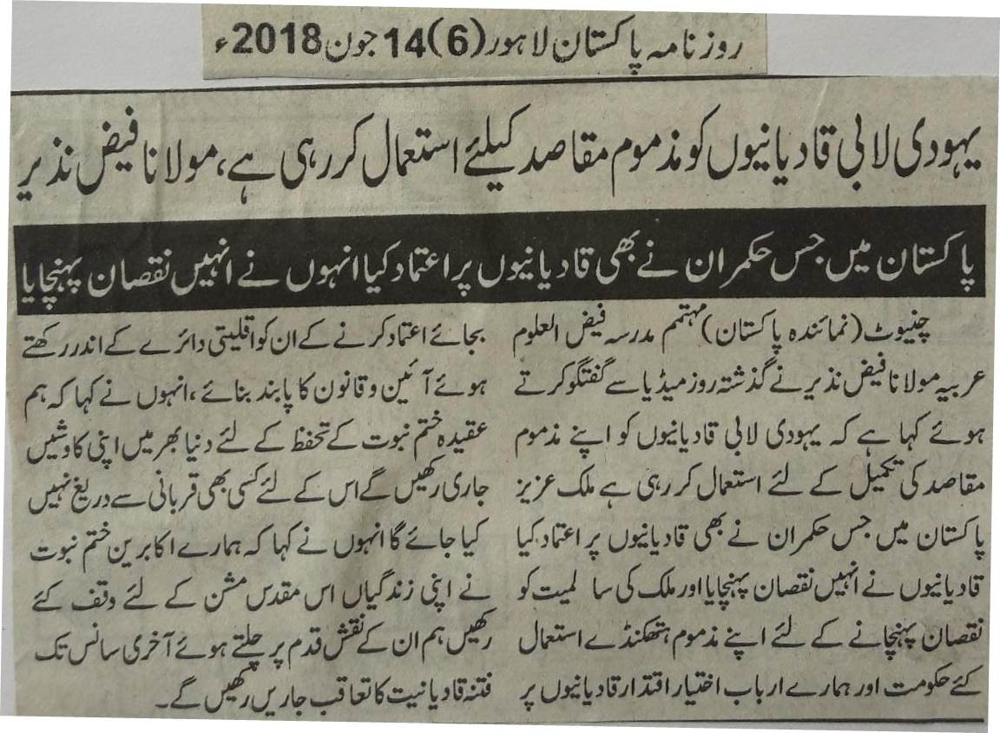 روزنامہ پاکستان لاہور (6) 14 جون 2018ء
یہودی لابی قادیانیوں کو مذموم مقاصد کیلئے استعمال کر رہی ہے، مولانا فیض نذیر
پاکستان میں جس حکمران نے بھی قادیانیوں پر اعتماد کیا انہوں نے انہیں نقصان پہنچایا
چنیوٹ (نمائندہ پاکستان) مہتمم مدرسہ فیض العلوم
عربیہ مولانا فیض نذیر نے گذشتہ روز میڈیا سے گفتگو کرتے
ہوئے کہا ہے کہ یہودی لابی قادیانیوں کو اپنے مذموم
مقاصد کی تکمیل کے لئے استعمال کر رہی ہے ملک عزیز
پاکستان میں جس حکمران نے بھی قادیانیوں پر اعتماد کیا
قادیانیوں نے انہیں نقصان پہنچایا اور ملک کی سا لمیت کو
نقصان پہنچانے کے لئے اپنے مذموم ہتھکنڈے استعمال
کئے حکومت اور ہمارے ارباب اختیار اقتدار قادیانیوں پر
بجائے اعتماد کرنے کے ان کو اقلیتی دائرے کے اندر رکھتے
ہوئے آئین و قانون کا پابند بنائے، انہوں نے کہا کہ ہم
عقیدہ ختم نبوت کے تحفظ کے لئے دنیا بھر میں اپنی کاوشیں
جاری رکھیں گے اس کے لئے کسی بھی قربانی سے دریغ نہیں
کیا جائے گا انہوں نے کہا کہ ہمارے اکابرین ختم نبوت
نے اپنی زندگیاں اس مقدس مشن کے لئے وقف کئے
رکھیں ہم ان کے نقش قدم پر چلتے ہوئے آخری سانس تک
فتنہ قادیانیت کا تعاقب جاریں رکھیں گے۔